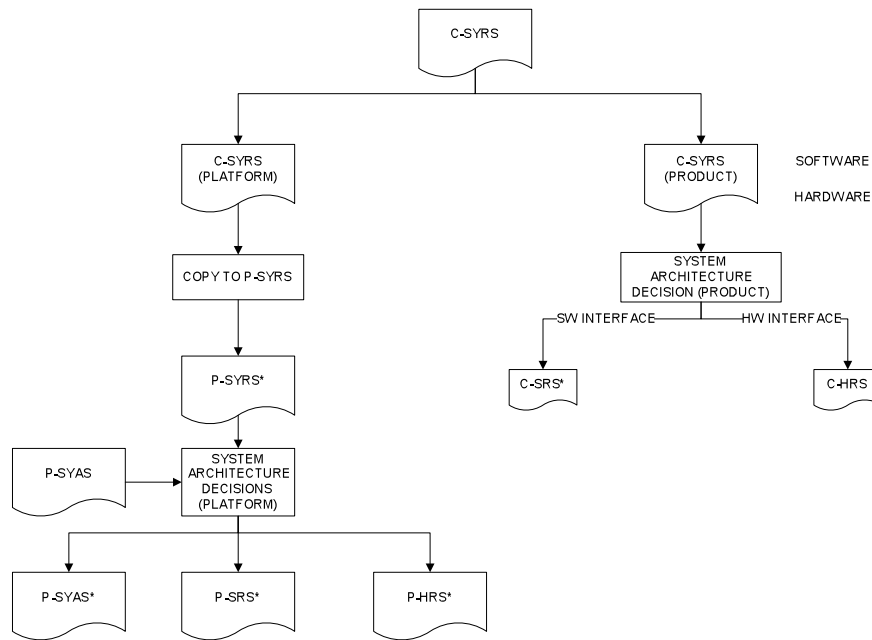 C-SYRS
C-SYRS
(PLATFORM)
C-SYRS
(PRODUCT)
SOFTWARE
HARDWARE
COPY TO P-SYRS
SYSTEM
ARCHITECTURE
DECISION (PRODUCT)
SW INTERFACE
HW INTERFACE
P-SYRS*
C-SRS*
C-HRS
P-SYAS
SYSTEM
ARCHITECTURE
DECISIONS
(PLATFORM)
P-SYAS*
P-SRS*
P-HRS*